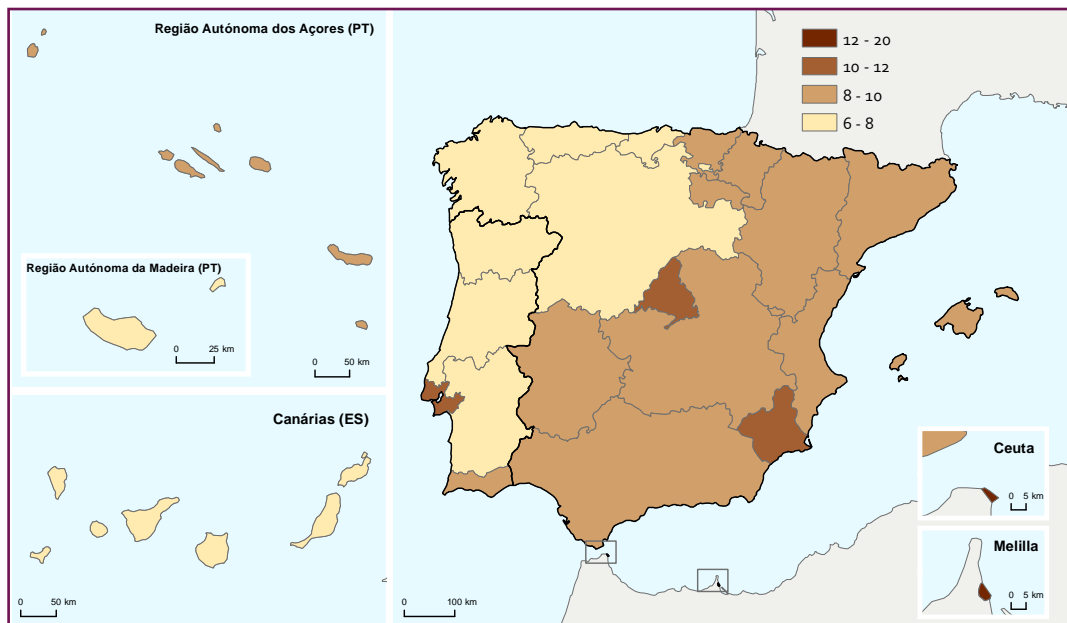 Região Autónoma dos Açores (PT)
12 - 20
10 - 12
8 - 10
6 - 8
Região Autónoma da Madeira (PT)
0 25 km
0 50 km
Canárias (ES)
0 50 km
0 100 km
Ceuta
0 5 km
Melilla
0 5 km